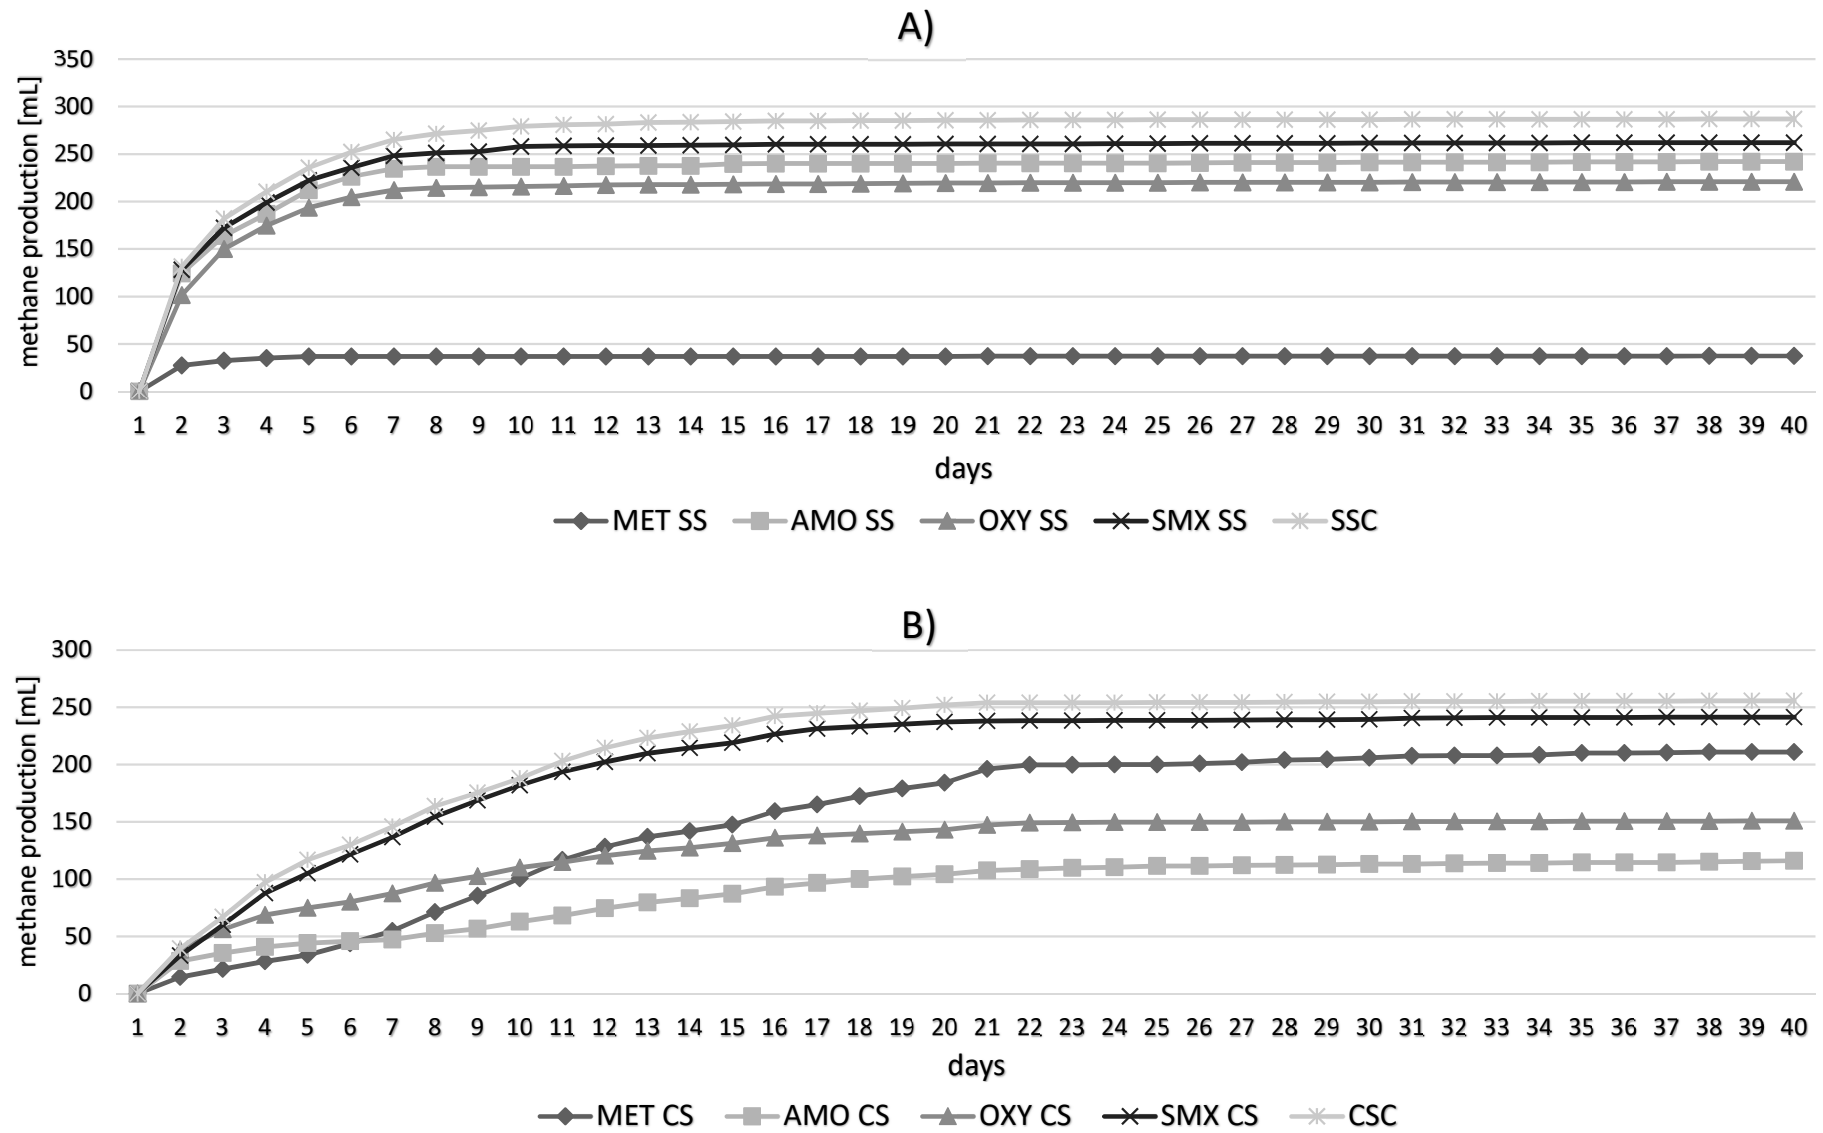 A)
methane production [mL]
350
300
250
200
150
100
50
0
1 2 3 4 5 6 7 8 9 10 11 12 13 14 15 16 17 18 19 20 21 22 23 24 25 26 27 28 29 30 31 32 33 34 35 36 37 38 39 40
days
MET SS AMO SS OXY SS SMX SS SSC
B)
methane production [mL]
300
250
200
150
100
50
0
1 2 3 4 5 6 7 8 9 10 11 12 13 14 15 16 17 18 19 20 21 22 23 24 25 26 27 28 29 30 31 32 33 34 35 36 37 38 39 40
days
MET CS AMO CS OXY CS SMX CS CSC